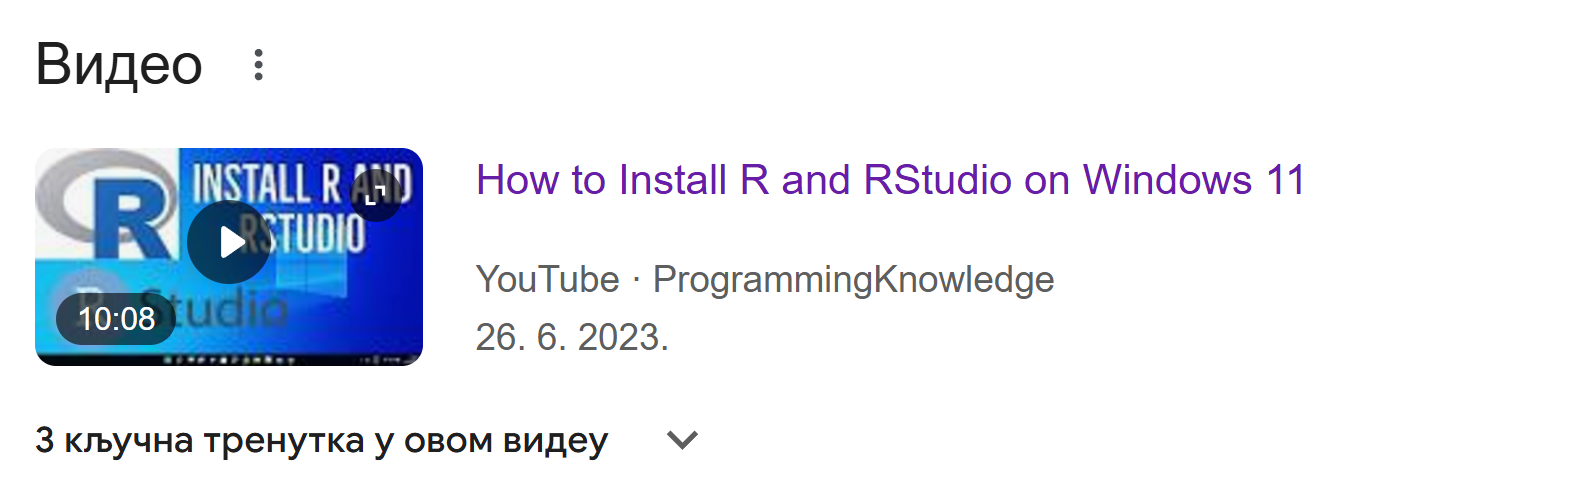 Видео
INSTALL R AND
RSTUDIO
R Studio
10:08
How to Install R and RStudio on Windows 11
YouTube · ProgrammingKnowledge
26. 6. 2023.
3 кључна тренутка у овом видеу